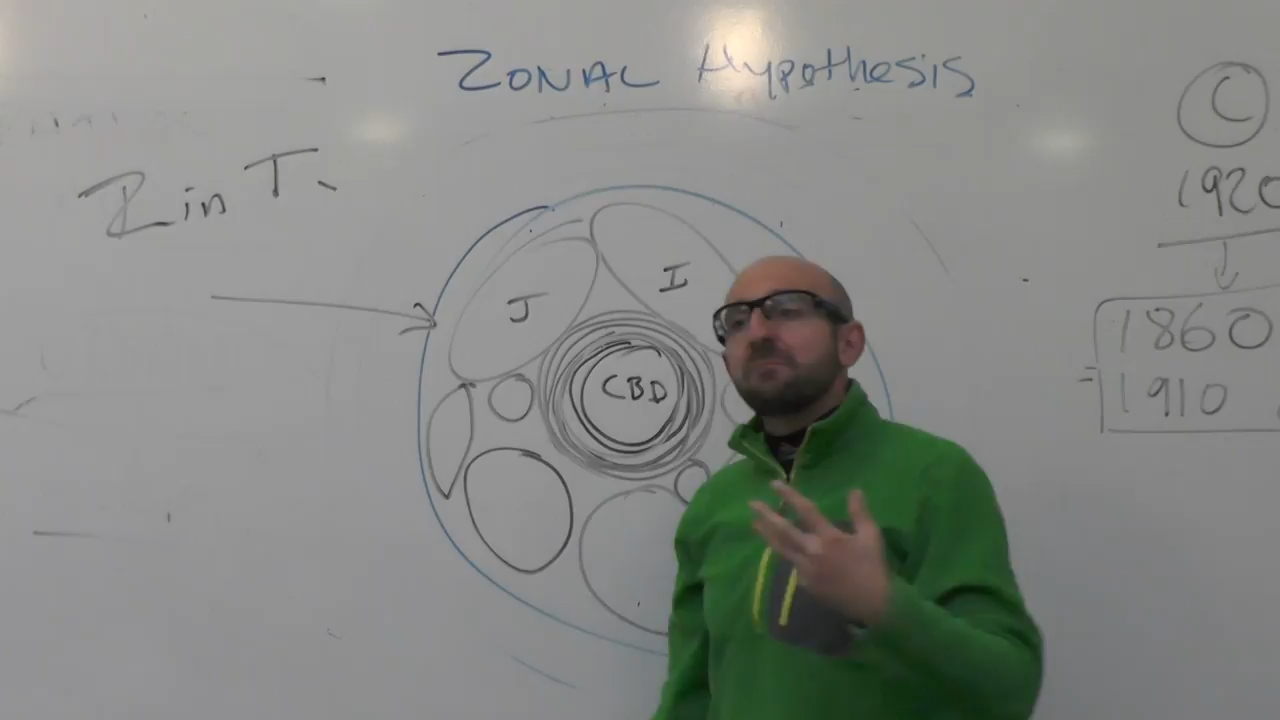 ZONAL Hypothesis
Z in T.
J
I
CBD
C
1920
1860
= 1910